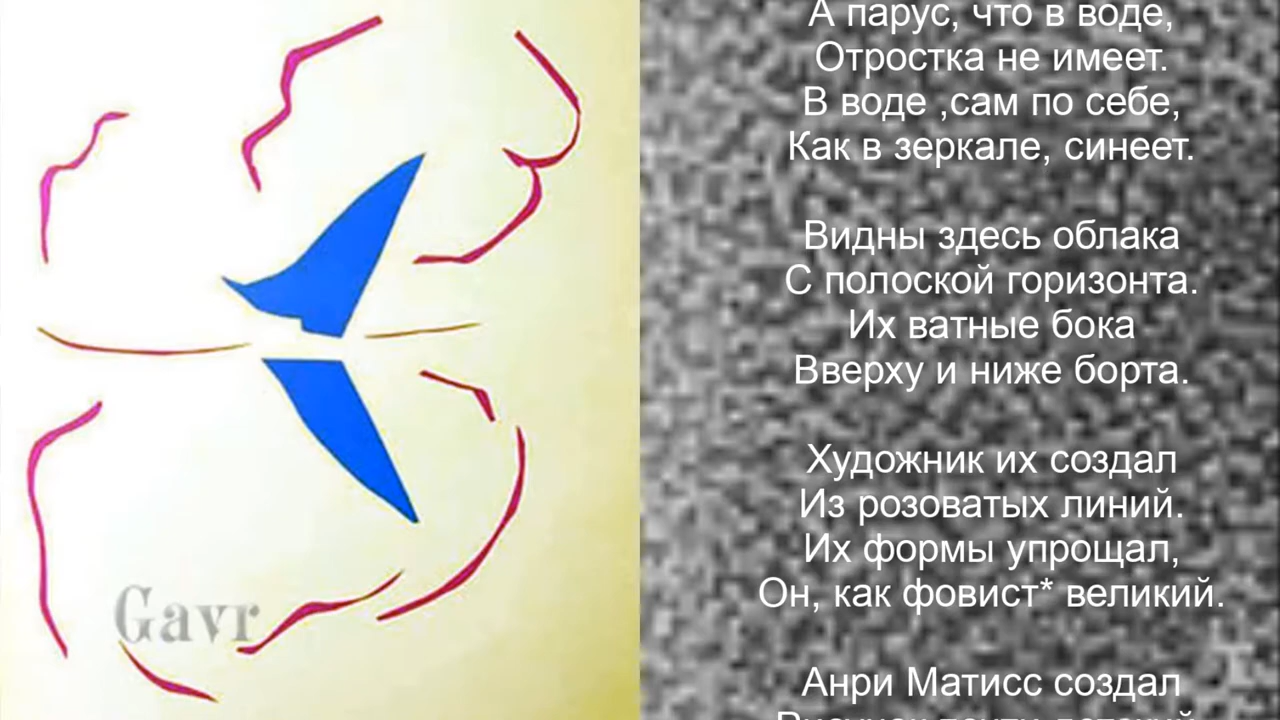 А парус, что в воде,
Отростка не имеет.
В воде ,сам по себе,
Как в зеркале, синеет.
Видны здесь облака
С полоской горизонта.
Их ватные бока
Вверху и ниже борта.
Художник их создал
Из розоватых линий.
Их формы упрощал,
Он, как фовист* великий.
Анри Матисс создал
Gavr